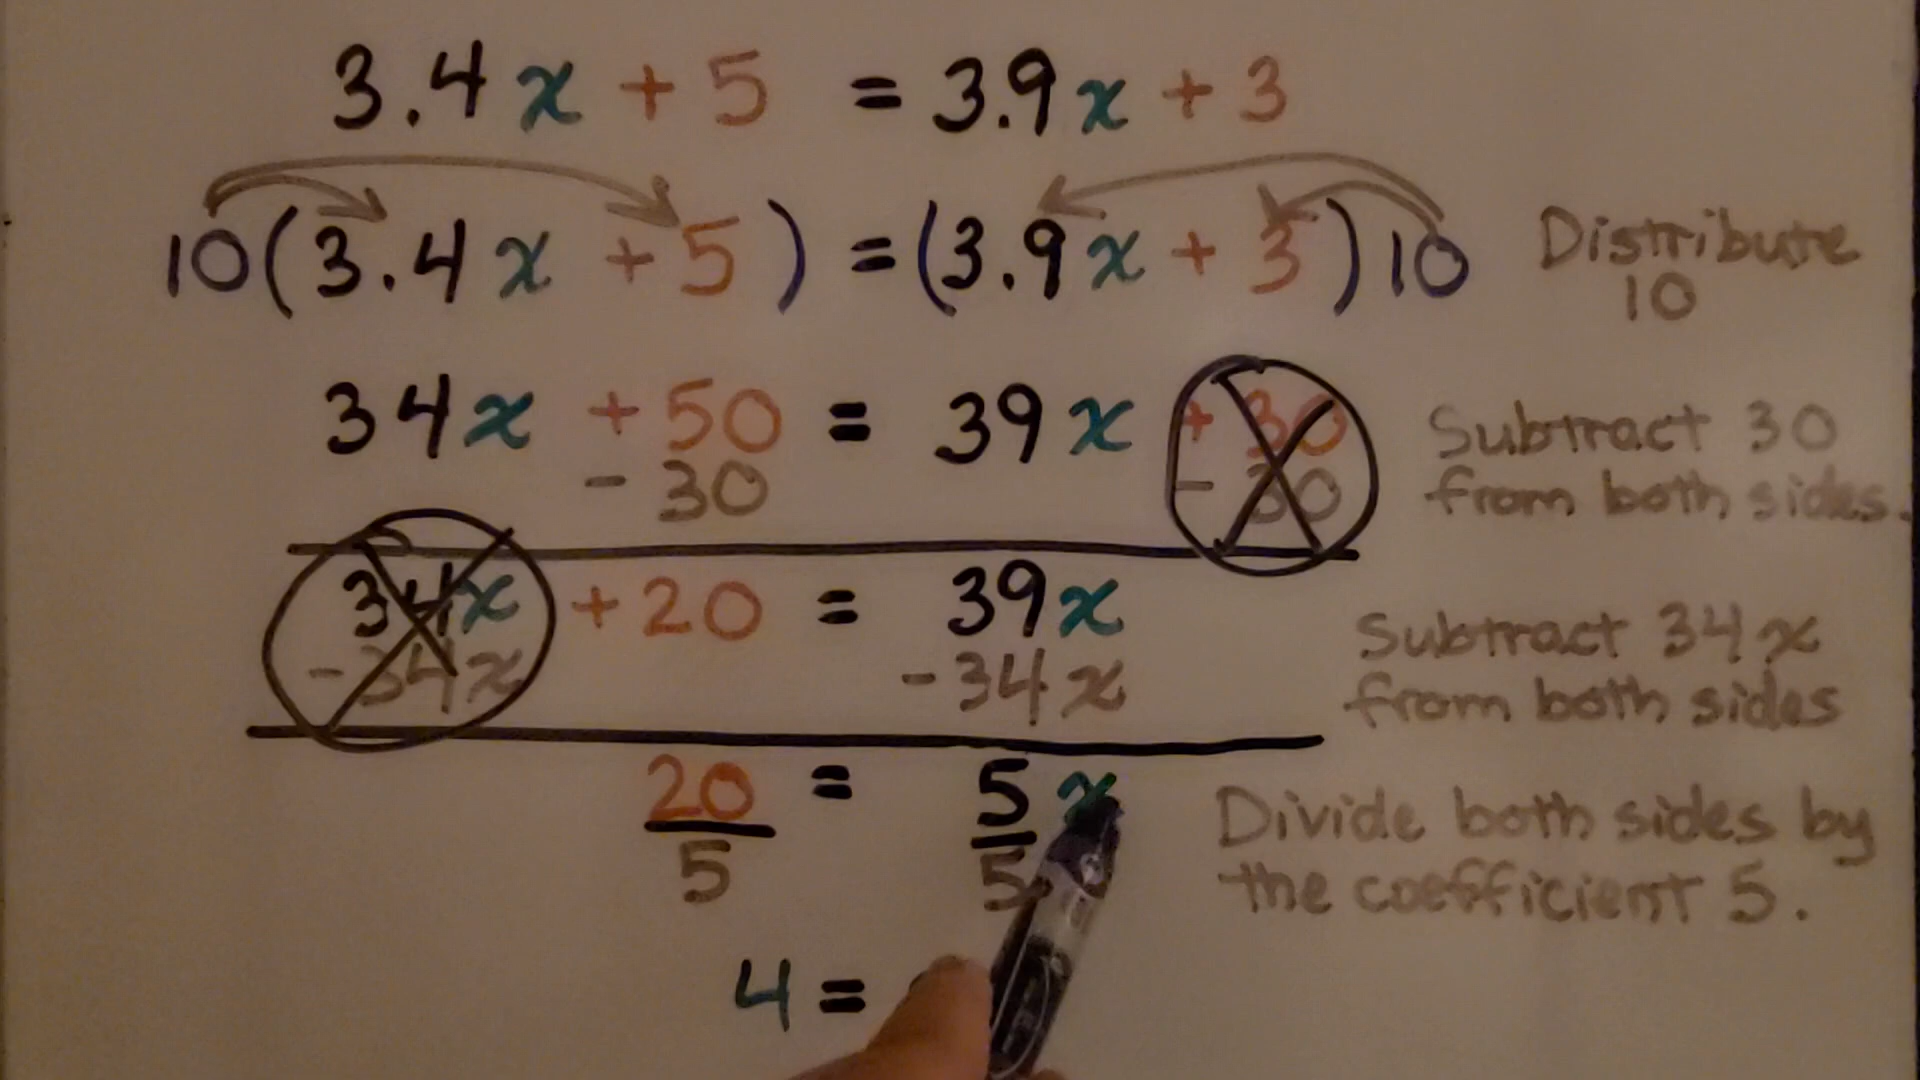 3.4x + 5 = 3.9x + 3
10(3.4x + 5) = (3.9x + 3)10
Distribute
10
34x + 50 = 39x + 30
- 30 - 30
Subtract 30
from both sides.
34x + 20 = 39x
-34x -34x
Subtract 34x
from both sides
20 = 5x
5 5
Divide both sides by
the coefficient 5.
4 =